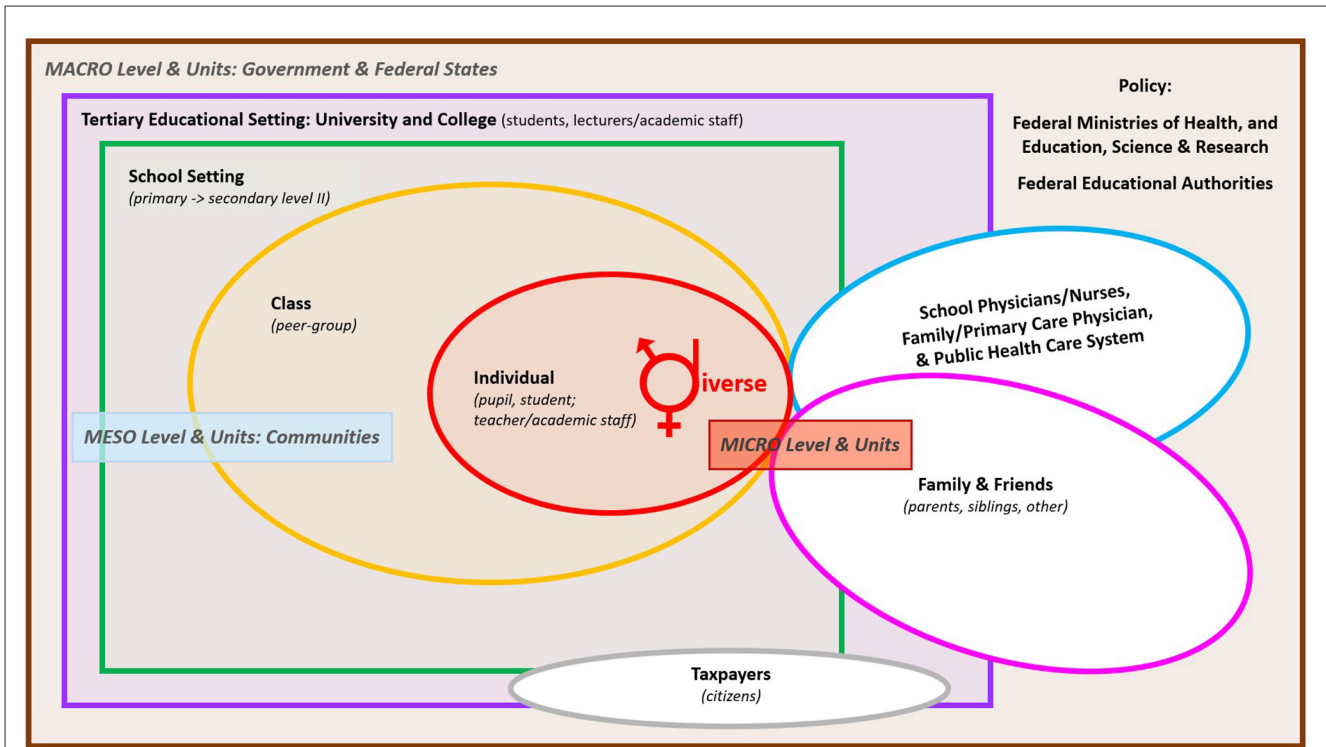 MACRO Level & Units: Government & Federal States
Policy:
Federal Ministries of Health, and
Education, Science & Research
Federal Educational Authorities
Tertiary Educational Setting: University and College (students, lecturers/academic staff)
School Setting
(primary -> secondary level II)
Class
(peer-group)
Individual
(pupil, student;
teacher/academic staff)
diverse
School Physicians/Nurses,
Family/Primary Care Physician,
& Public Health Care System
MESO Level & Units: Communities
MICRO Level & Units
Family & Friends
(parents, siblings, other)
Taxpayers
(citizens)